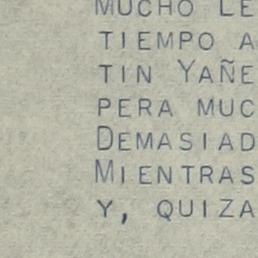 MUCHO LE
TIEMPO A
TIN YAÑE
PERA MUC
DEMASIAD
MIENTRAS
Y, QUIZA